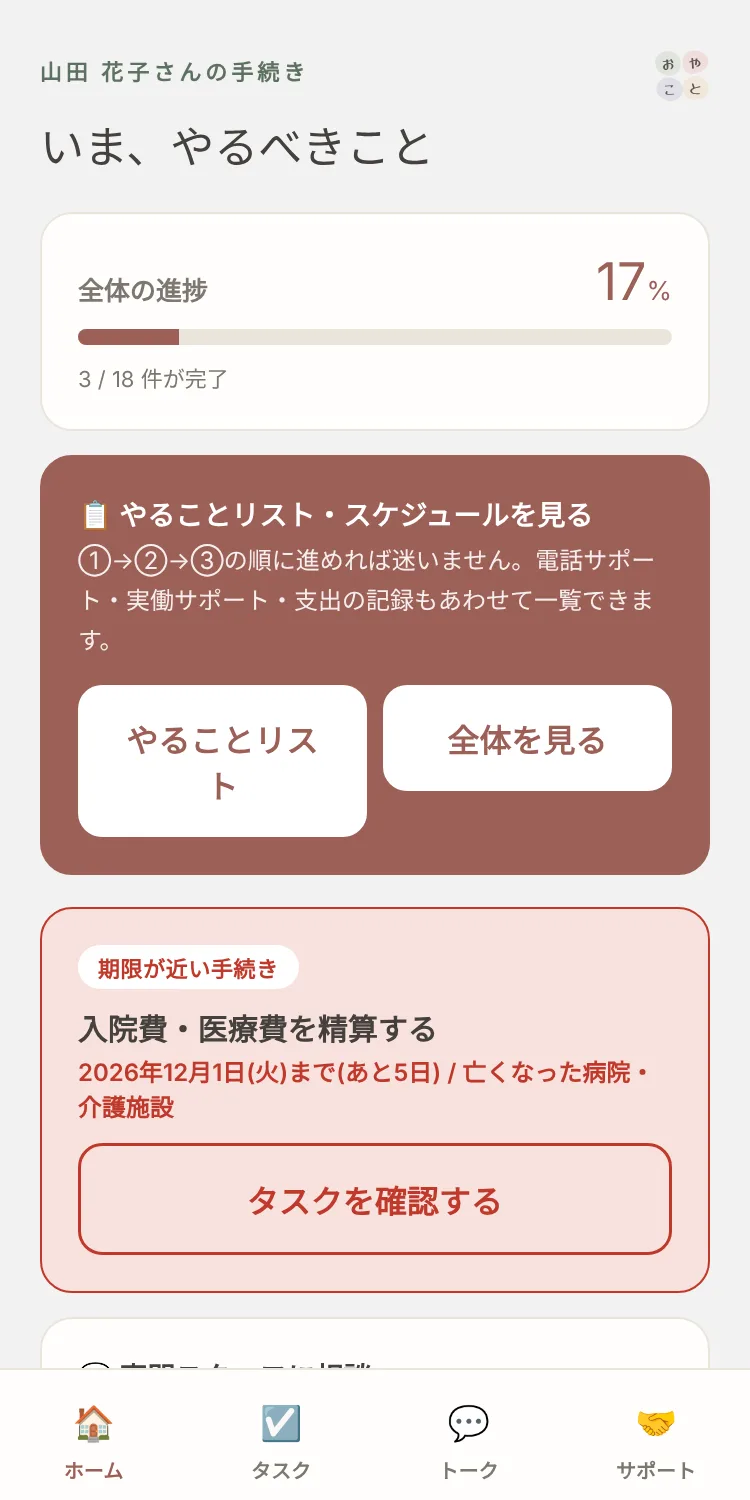 山田 花子さんの手続き
おや
こと
いま、やるべきこと
全体の進捗
17%
3 / 18 件が完了
やることリスト・スケジュールを見る
①→②→③の順に進めれば迷いません。電話サポー
ト・実働サポート・支出の記録もあわせて一覧できま
す。
やることリス
ト
全体を見る
期限が近い手続き
入院費・医療費を精算する
2026年12月1日(火)まで(あと5日) / 亡くなった病院・
介護施設
タスクを確認する
ホーム
タスク
トーク
サポート